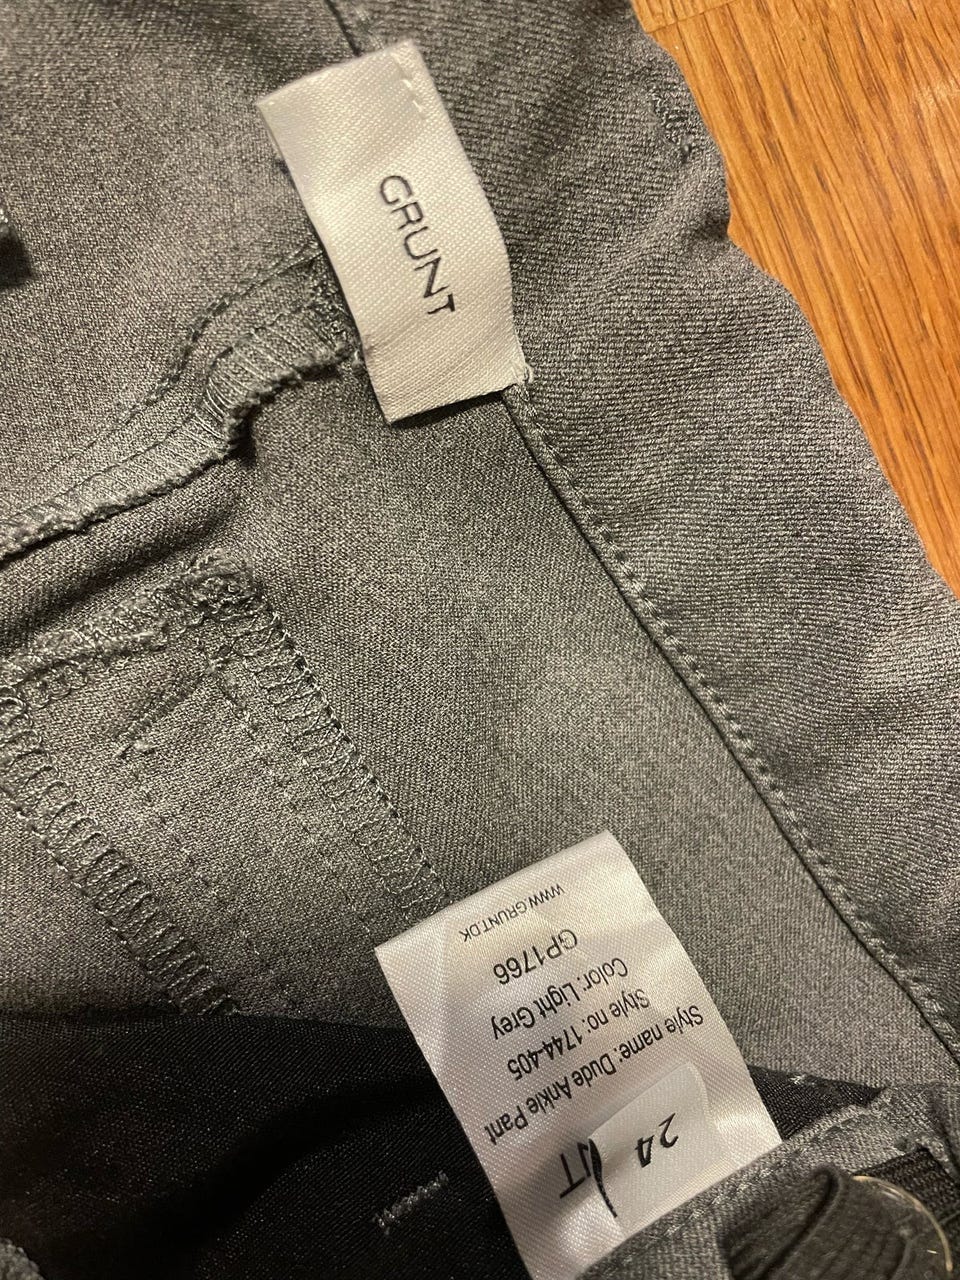 GRUNT
24
Style name: Dude Ankle Pant
Style no: 1744-405
Color: Light Grey
GP1766
WWW.GRUNT.DK